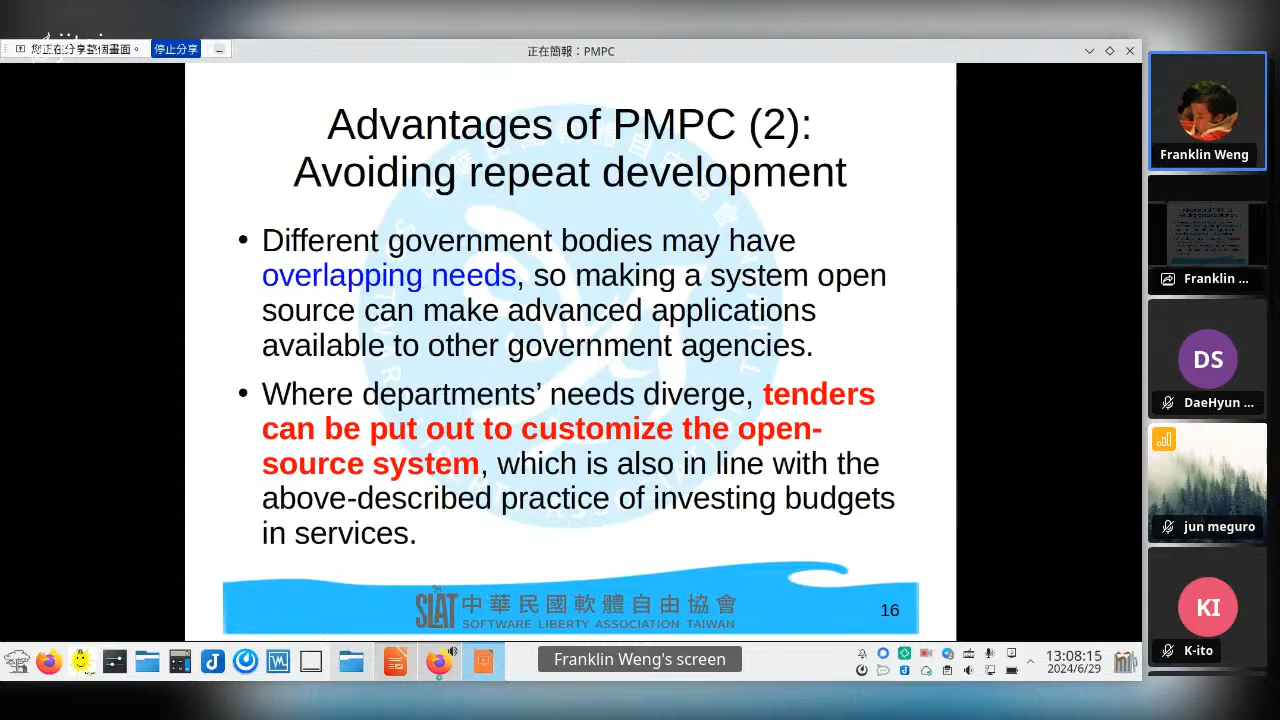 您正在分享整個畫面。
停止分享
正在簡報：PMPC
Advantages of PMPC (2):
Avoiding repeat development
• Different government bodies may have
overlapping needs, so making a system open
source can make advanced applications
available to other government agencies.
• Where departments’ needs diverge, tenders
can be put out to customize the open-
source system, which is also in line with the
above-described practice of investing budgets
in services.
SLAT 中華民國軟體自由協會
SOFTWARE LIBERTY ASSOCIATION TAIWAN
16
Franklin Weng's screen
13:08:15
2024/6/29
Franklin Weng
Franklin ...
DS
DaeHyun ...
jun meguro
KI
K-ito